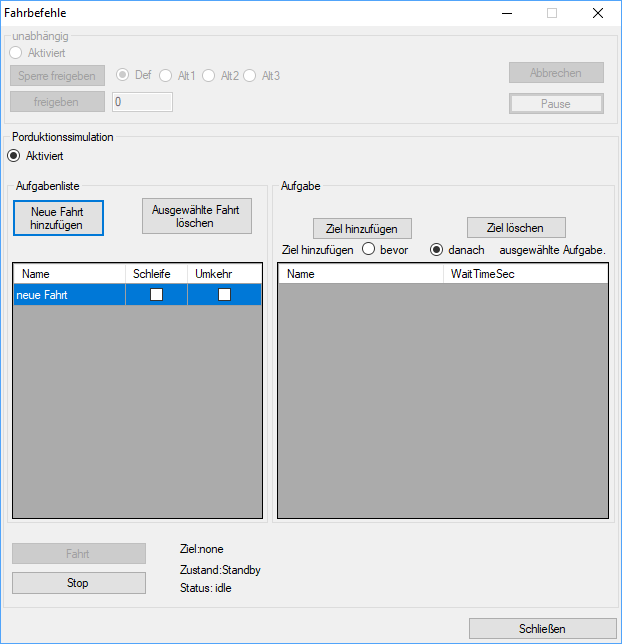 Fahrbefehle
unabhängig
Aktiviert
Sperre freigeben Def Alt1 Alt2 Alt3 Abbrechen
freigeben 0 Pause
Porduktionssimulation
Aktiviert
Aufgabenliste
Neue Fahrt
hinzufügen
Ausgewählte Fahrt
löschen
Name Schleife Umkehr
neue Fahrt
Aufgabe
Ziel hinzufügen Ziel löschen
Ziel hinzufügen bevor danach ausgewählte Aufgabe.
Name WaitTimeSec
Fahrt
Stop
Ziel:none
Zustand:Standby
Status: idle
Schließen